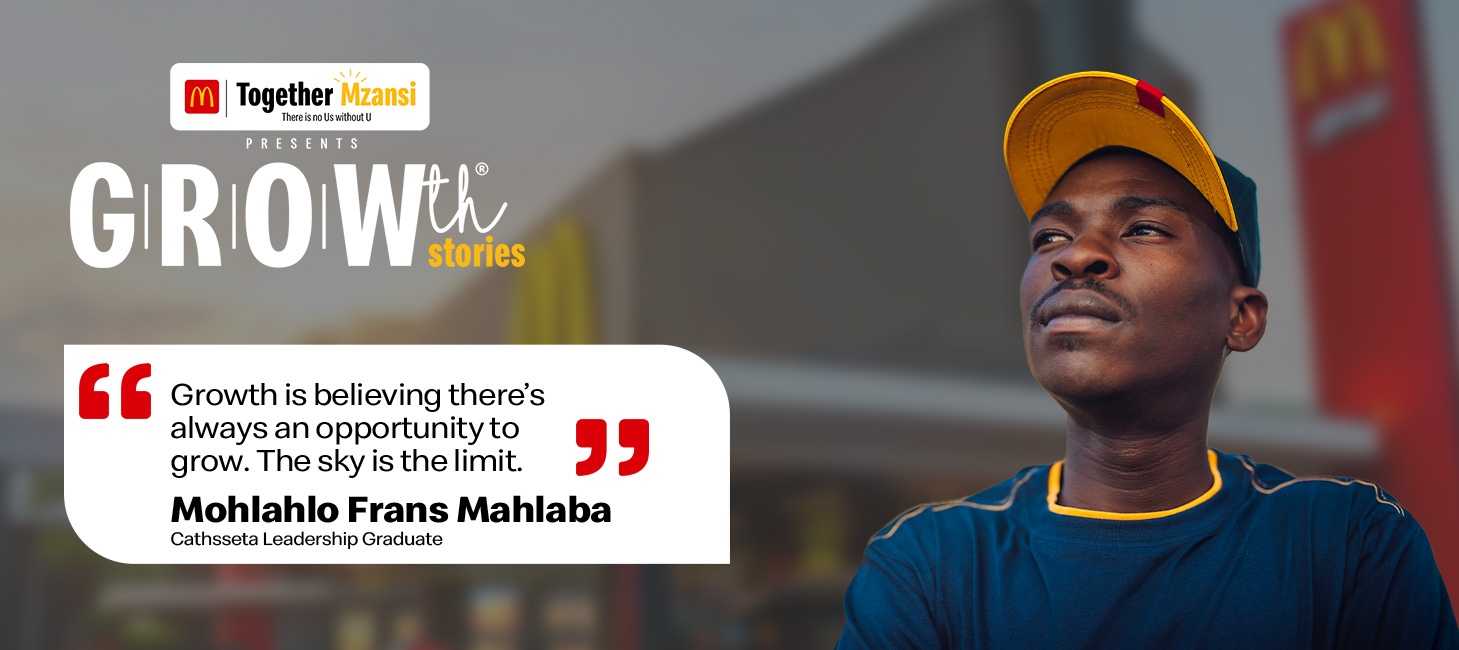 Together Mzansi
There is no Us without U
PRESENTS
GROWth®
stories
“Growth is believing there’s
always an opportunity to
grow. The sky is the limit.”
Mohlahlo Frans Mahlaba
Cathsseta Leadership Graduate